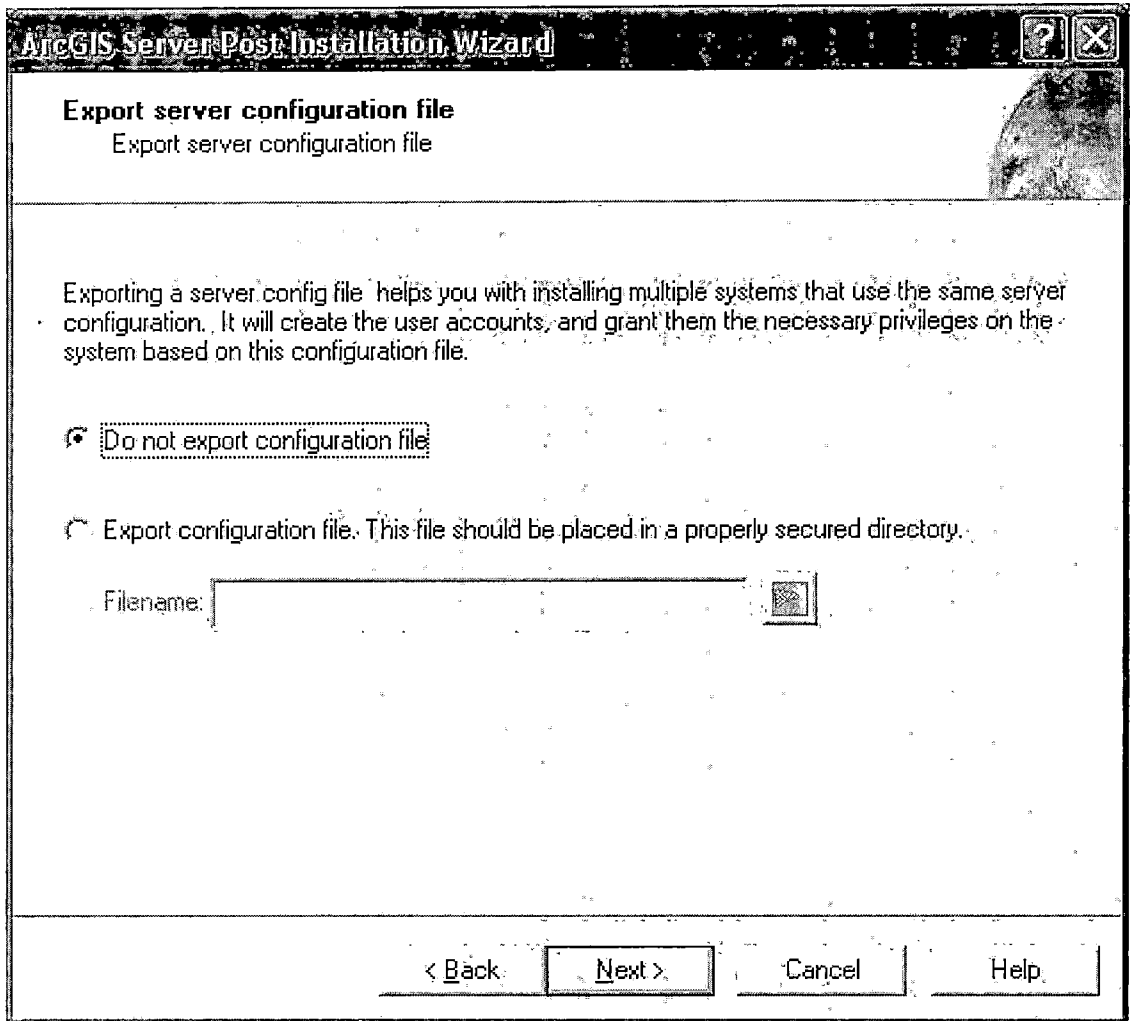 ArcGIS Server Post Installation Wizard
Export server configuration file
Export server configuration file
Exporting a server config file helps you with installing multiple systems that use the same server
configuration. It will create the user accounts, and grant them the necessary privileges on the
system based on this configuration file.
Do not export configuration file
Export configuration file. This file should be placed in a properly secured directory.
Filename:
< Back Next > Cancel Help